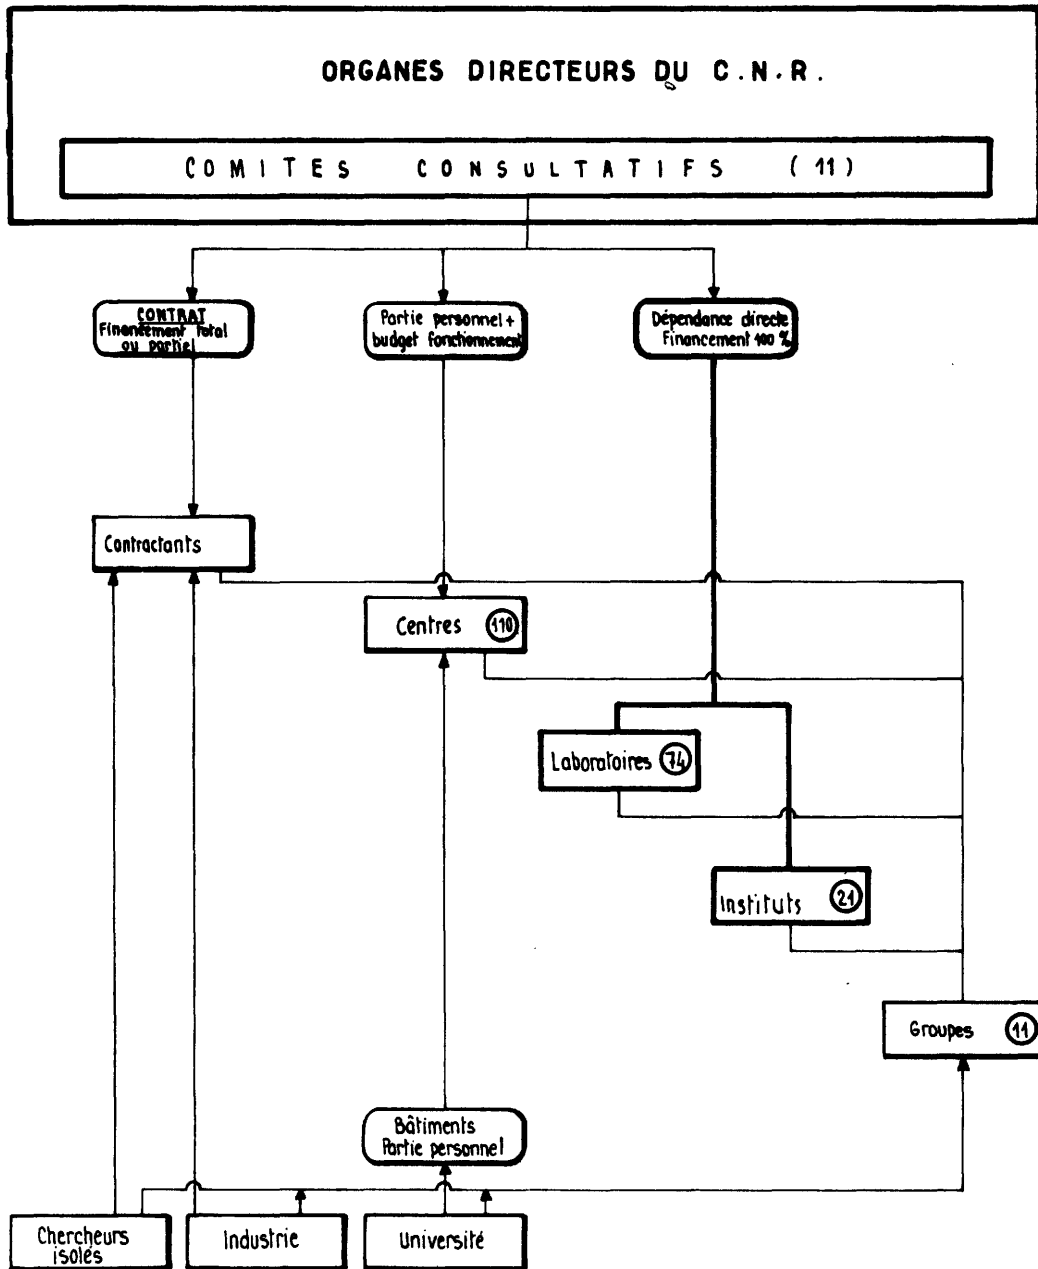 ORGANES DIRECTEURS DU C.N.R.
COMITES CONSULTATIFS (11)
CONTRAT
Financement total
ou partiel
Partie personnel +
budget fonctionnement
Dépendance directe
Financement 100 %
Contractants
Centres 110
Laboratoires 74
Instituts 21
Groupes 11
Bâtiments
Partie personnel
Chercheurs
isolés
Industrie
Université